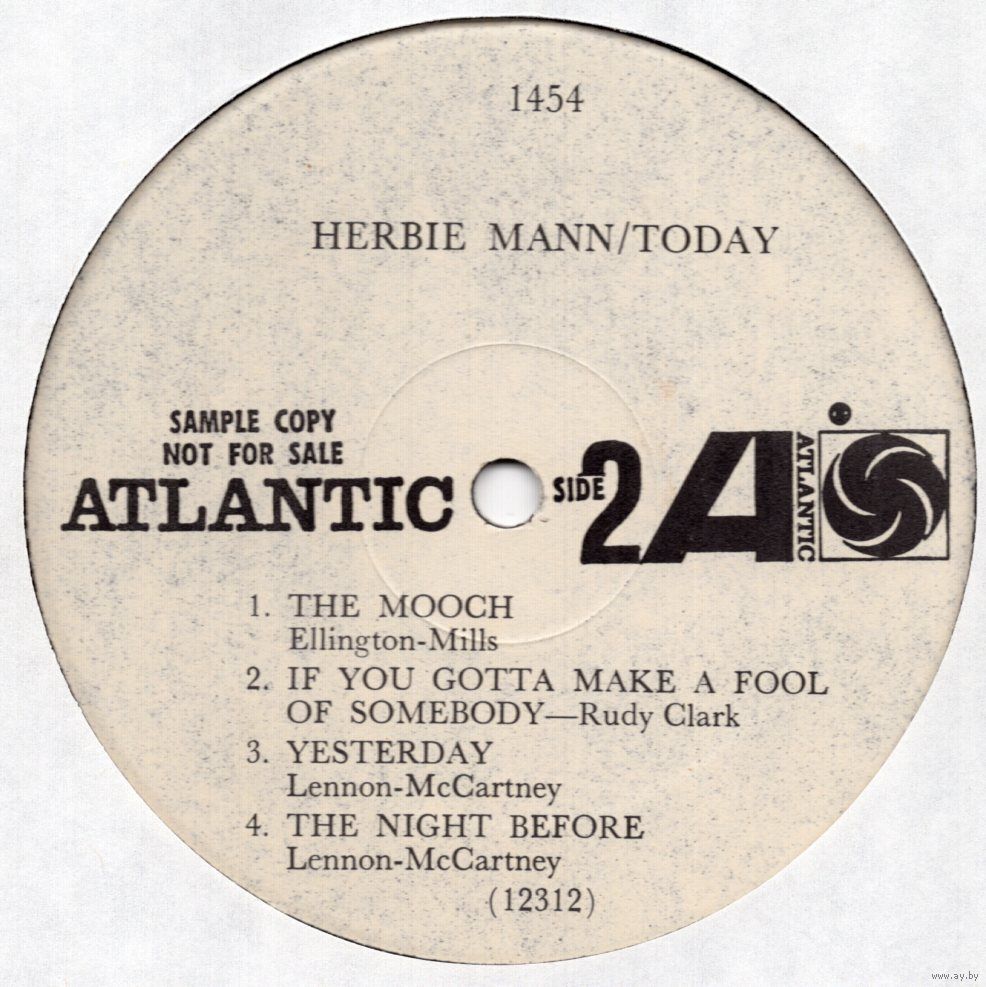 1454
HERBIE MANN/TODAY
SAMPLE COPY
NOT FOR SALE
ATLANTIC
SIDE 2
A
ATLANTIC
1. THE MOOCH
Ellington-Mills
2. IF YOU GOTTA MAKE A FOOL
OF SOMEBODY—Rudy Clark
3. YESTERDAY
Lennon-McCartney
4. THE NIGHT BEFORE
Lennon-McCartney
(12312)
www.ay.by